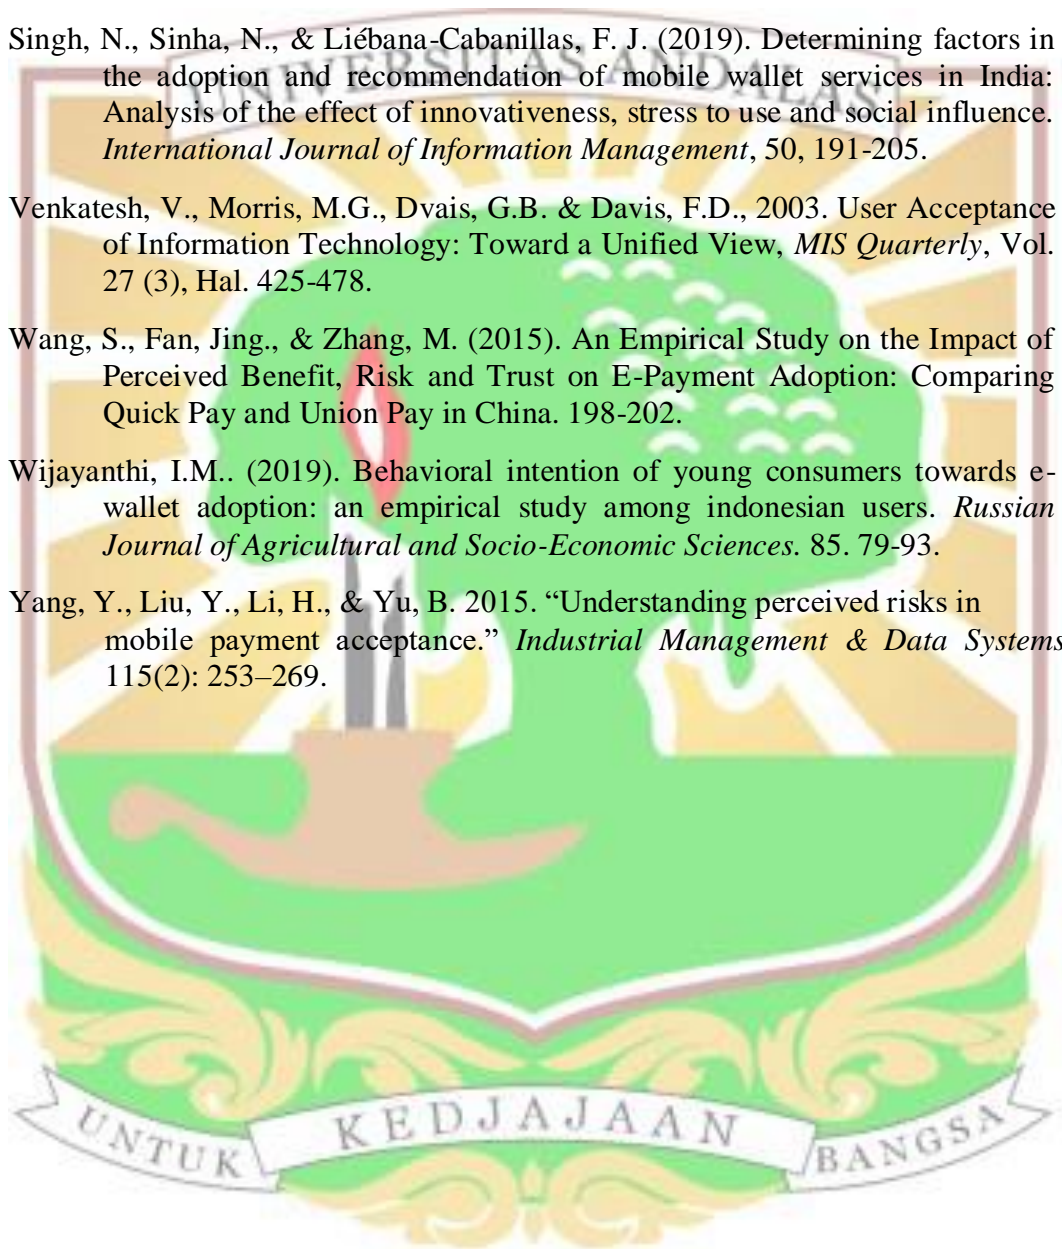 UNIVERSITAS ANDALAS
Singh, N., Sinha, N., & Liébana-Cabanillas, F. J. (2019). Determining factors in
the adoption and recommendation of mobile wallet services in India:
Analysis of the effect of innovativeness, stress to use and social influence.
International Journal of Information Management, 50, 191-205.
Venkatesh, V., Morris, M.G., Dvais, G.B. & Davis, F.D., 2003. User Acceptance
of Information Technology: Toward a Unified View, MIS Quarterly, Vol.
27 (3), Hal. 425-478.
Wang, S., Fan, Jing., & Zhang, M. (2015). An Empirical Study on the Impact of
Perceived Benefit, Risk and Trust on E-Payment Adoption: Comparing
Quick Pay and Union Pay in China. 198-202.
Wijayanthi, I.M.. (2019). Behavioral intention of young consumers towards e-
wallet adoption: an empirical study among indonesian users. Russian
Journal of Agricultural and Socio-Economic Sciences. 85. 79-93.
Yang, Y., Liu, Y., Li, H., & Yu, B. 2015. “Understanding perceived risks in
mobile payment acceptance.” Industrial Management & Data Systems
115(2): 253–269.
UNTUK KEDJAJAAN BANGSA